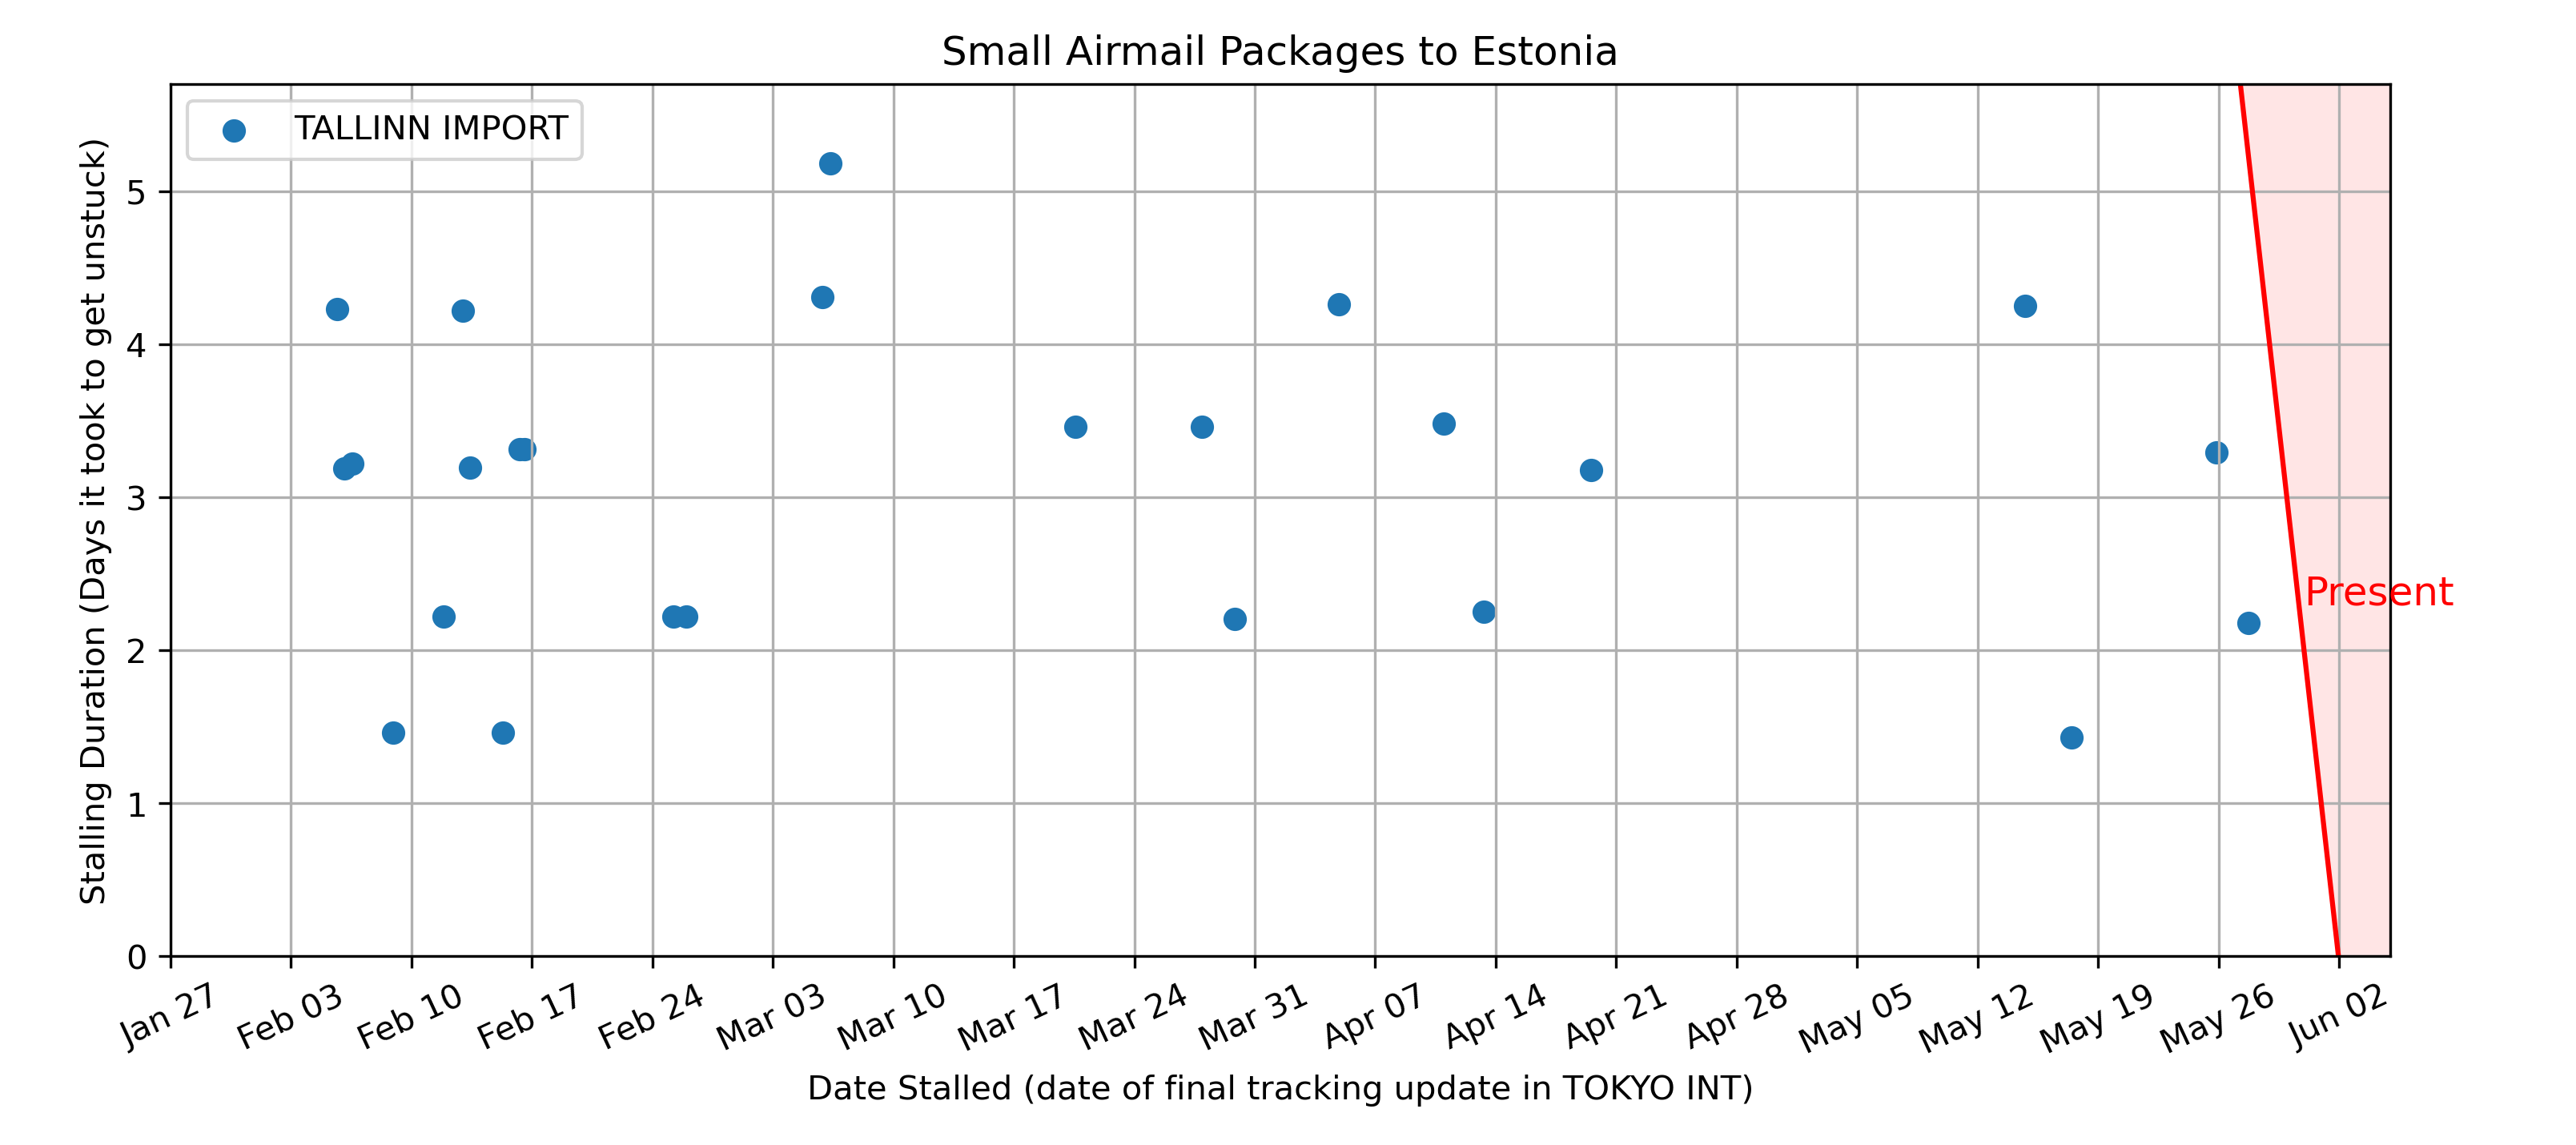 Small Airmail Packages to Estonia
TALLINN IMPORT
Stalling Duration (Days it took to get unstuck)
5
4
3
2
1
0
Present
Jan 27 Feb 03 Feb 10 Feb 17 Feb 24 Mar 03 Mar 10 Mar 17 Mar 24 Mar 31 Apr 07 Apr 14 Apr 21 Apr 28 May 05 May 12 May 19 May 26 Jun 02
Date Stalled (date of final tracking update in TOKYO INT)